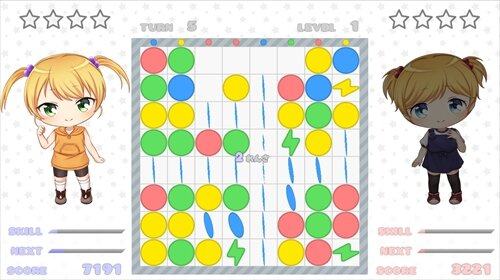 TURN 5
LEVEL 1
2 れんさ
SKILL
NEXT
SCORE 7191
SKILL
NEXT
SCORE 3221